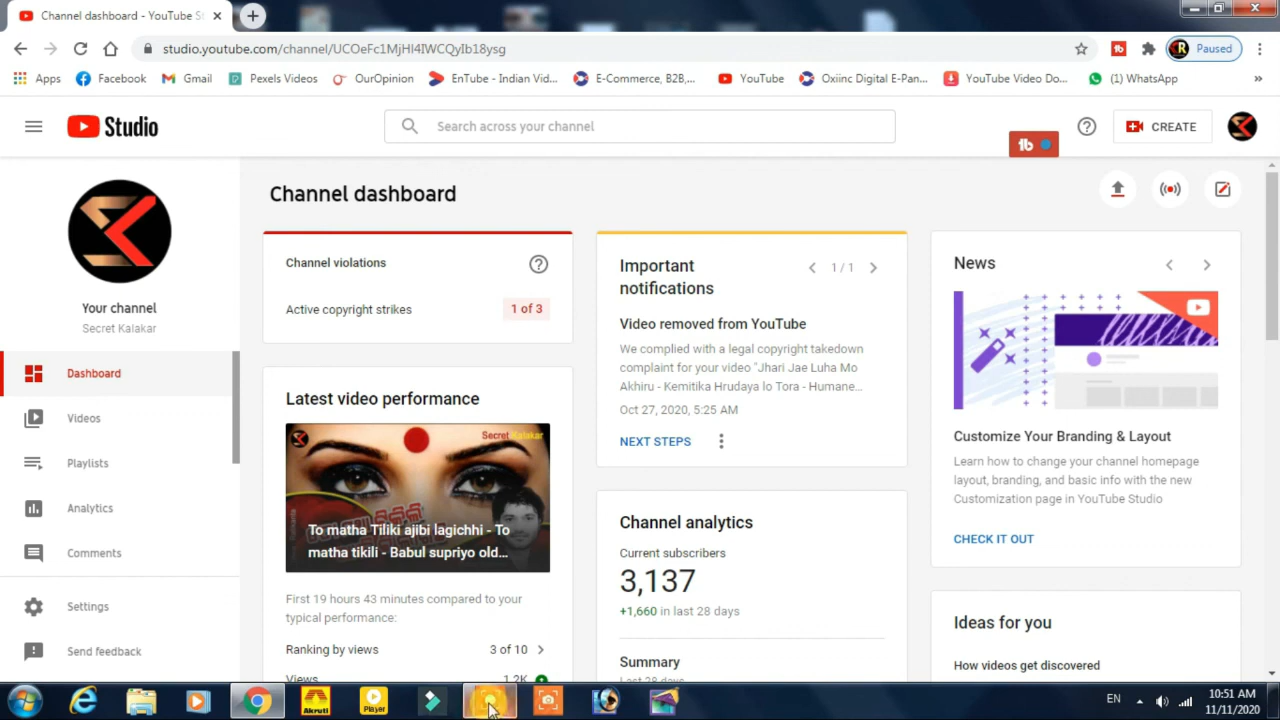 Channel dashboard - YouTube St
studio.youtube.com/channel/UCOeFc1MjHl4IWCQyIb18ysg
Paused
Apps
Facebook
Gmail
Pexels Videos
OurOpinion
EnTube - Indian Vid...
E-Commerce, B2B,...
YouTube
Oxiinc Digital E-Pan...
YouTube Video Do...
(1) WhatsApp
Studio
Search across your channel
CREATE
tb
Channel dashboard
Your channel
Secret Kalakar
Dashboard
Videos
Playlists
Analytics
Comments
Settings
Send feedback
Channel violations
Active copyright strikes
1 of 3
Latest video performance
Secret Kalakar
To matha Tiliki ajibi lagichhi - To
matha tikili - Babul supriyo old...
First 19 hours 43 minutes compared to your
typical performance:
Ranking by views
3 of 10
Views
1.2K
Important
notifications
1 / 1
Video removed from YouTube
We complied with a legal copyright takedown
complaint for your video "Jhari Jae Luha Mo
Akhiru - Kemitika Hrudaya lo Tora - Humane...
Oct 27, 2020, 5:25 AM
NEXT STEPS
Channel analytics
Current subscribers
3,137
+1,660 in last 28 days
Summary
Last 28 days
News
Customize Your Branding & Layout
Learn how to change your channel homepage
layout, branding, and basic info with the new
Customization page in YouTube Studio
CHECK IT OUT
Ideas for you
How videos get discovered
Akruti
Player
EN
10:51 AM
11/11/2020